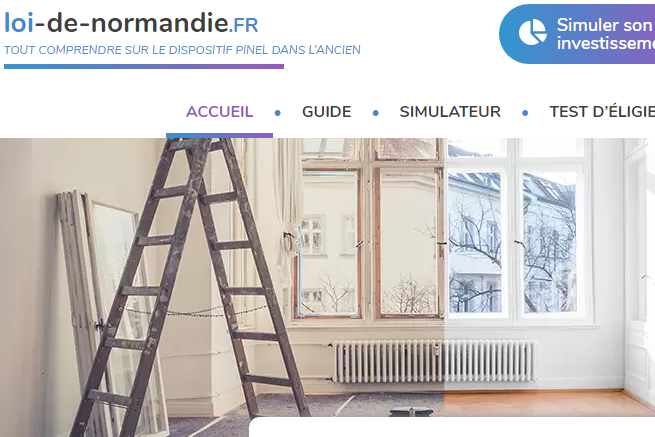 loi-de-normandie.FR
TOUT COMPRENDRE SUR LE DISPOSITIF PINEL DANS L'ANCIEN
Simuler son
investisseme
ACCUEIL • GUIDE • SIMULATEUR • TEST D'ÉLIGIE